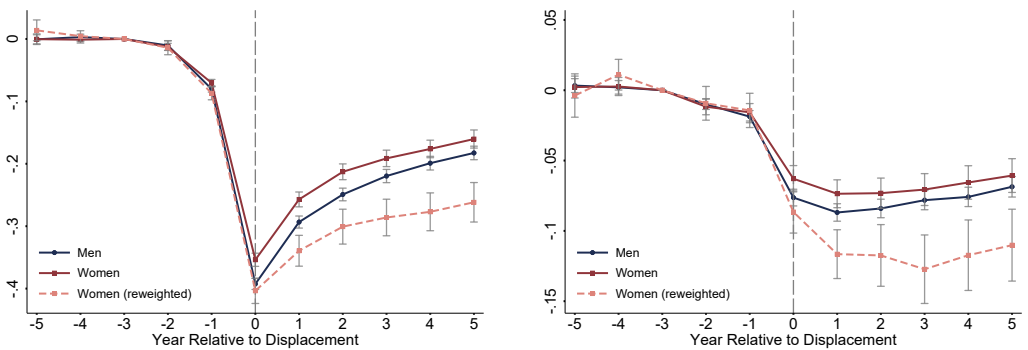 0
-.1
-.2
-.3
-.4
Men
Women
Women (reweighted)
-5 -4 -3 -2 -1 0 1 2 3 4 5
Year Relative to Displacement
.05
0
-.05
-.1
-.15
Men
Women
Women (reweighted)
-5 -4 -3 -2 -1 0 1 2 3 4 5
Year Relative to Displacement